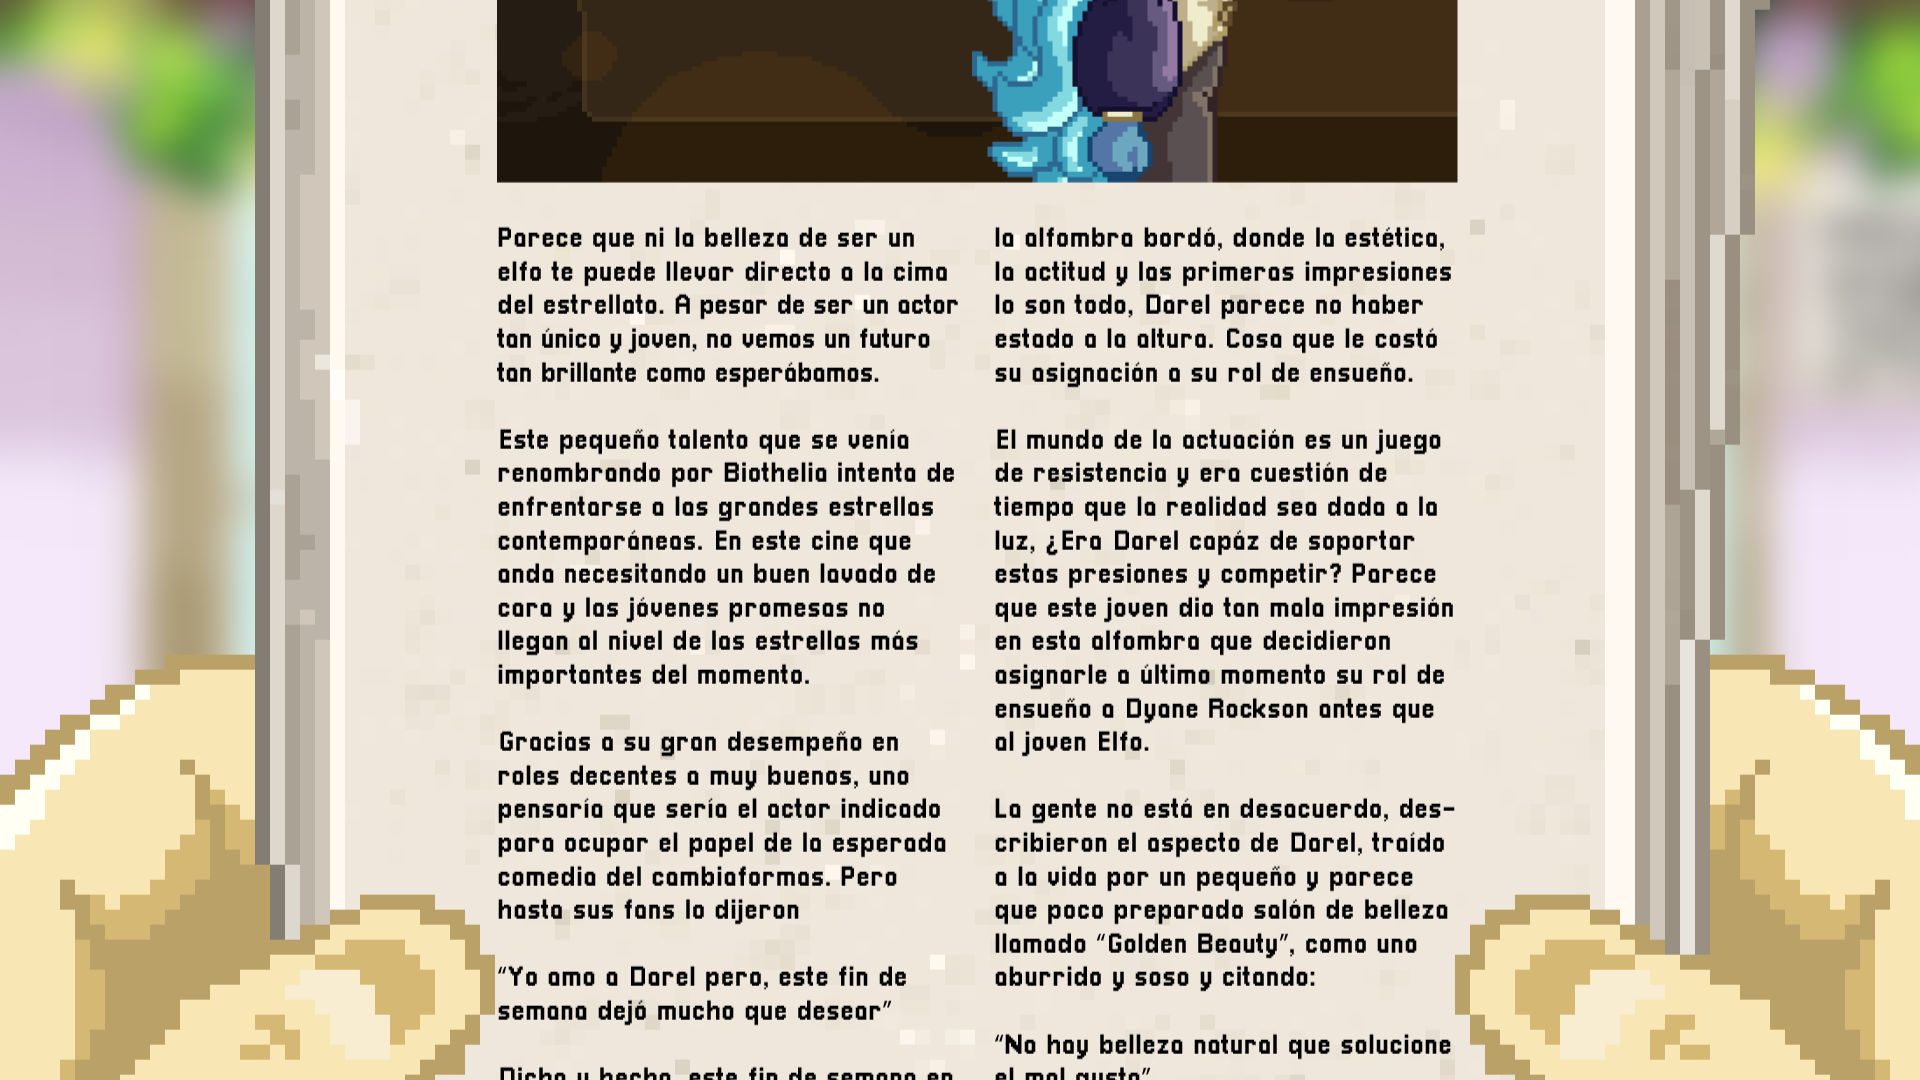 Parece que ni la belleza de ser un
elfo te puede llevar directo a la cima
del estrellato. A pesar de ser un actor
tan único y joven, no vemos un futuro
tan brillante como esperábamos.
Este pequeño talento que se venía
renombrando por Biothelia intenta de
enfrentarse a las grandes estrellas
contemporáneas. En este cine que
anda necesitando un buen lavado de
cara y las jóvenes promesas no
llegan al nivel de las estrellas más
importantes del momento.
Gracias a su gran desempeño en
roles decentes a muy buenos, uno
pensaría que sería el actor indicado
para ocupar el papel de la esperada
comedia del cambiaformas. Pero
hasta sus fans lo dijeron
“Yo amo a Darel pero, este fin de
semana dejó mucho que desear”
Dicho y hecho, este fin de semana en
la alfombra bordó, donde la estética,
la actitud y las primeras impresiones
lo son todo, Darel parece no haber
estado a la altura. Cosa que le costó
su asignación a su rol de ensueño.
El mundo de la actuación es un juego
de resistencia y era cuestión de
tiempo que la realidad sea dada a la
luz, ¿Era Darel capáz de soportar
estas presiones y competir? Parece
que este joven dio tan mala impresión
en esta alfombra que decidieron
asignarle a último momento su rol de
ensueño a Dyane Rockson antes que
al joven Elfo.
La gente no está en desacuerdo, des-
cribieron el aspecto de Darel, traído
a la vida por un pequeño y parece
que poco preparado salón de belleza
llamado “Golden Beauty”, como uno
aburrido y soso y citando:
“No hay belleza natural que solucione
el mal gusto”